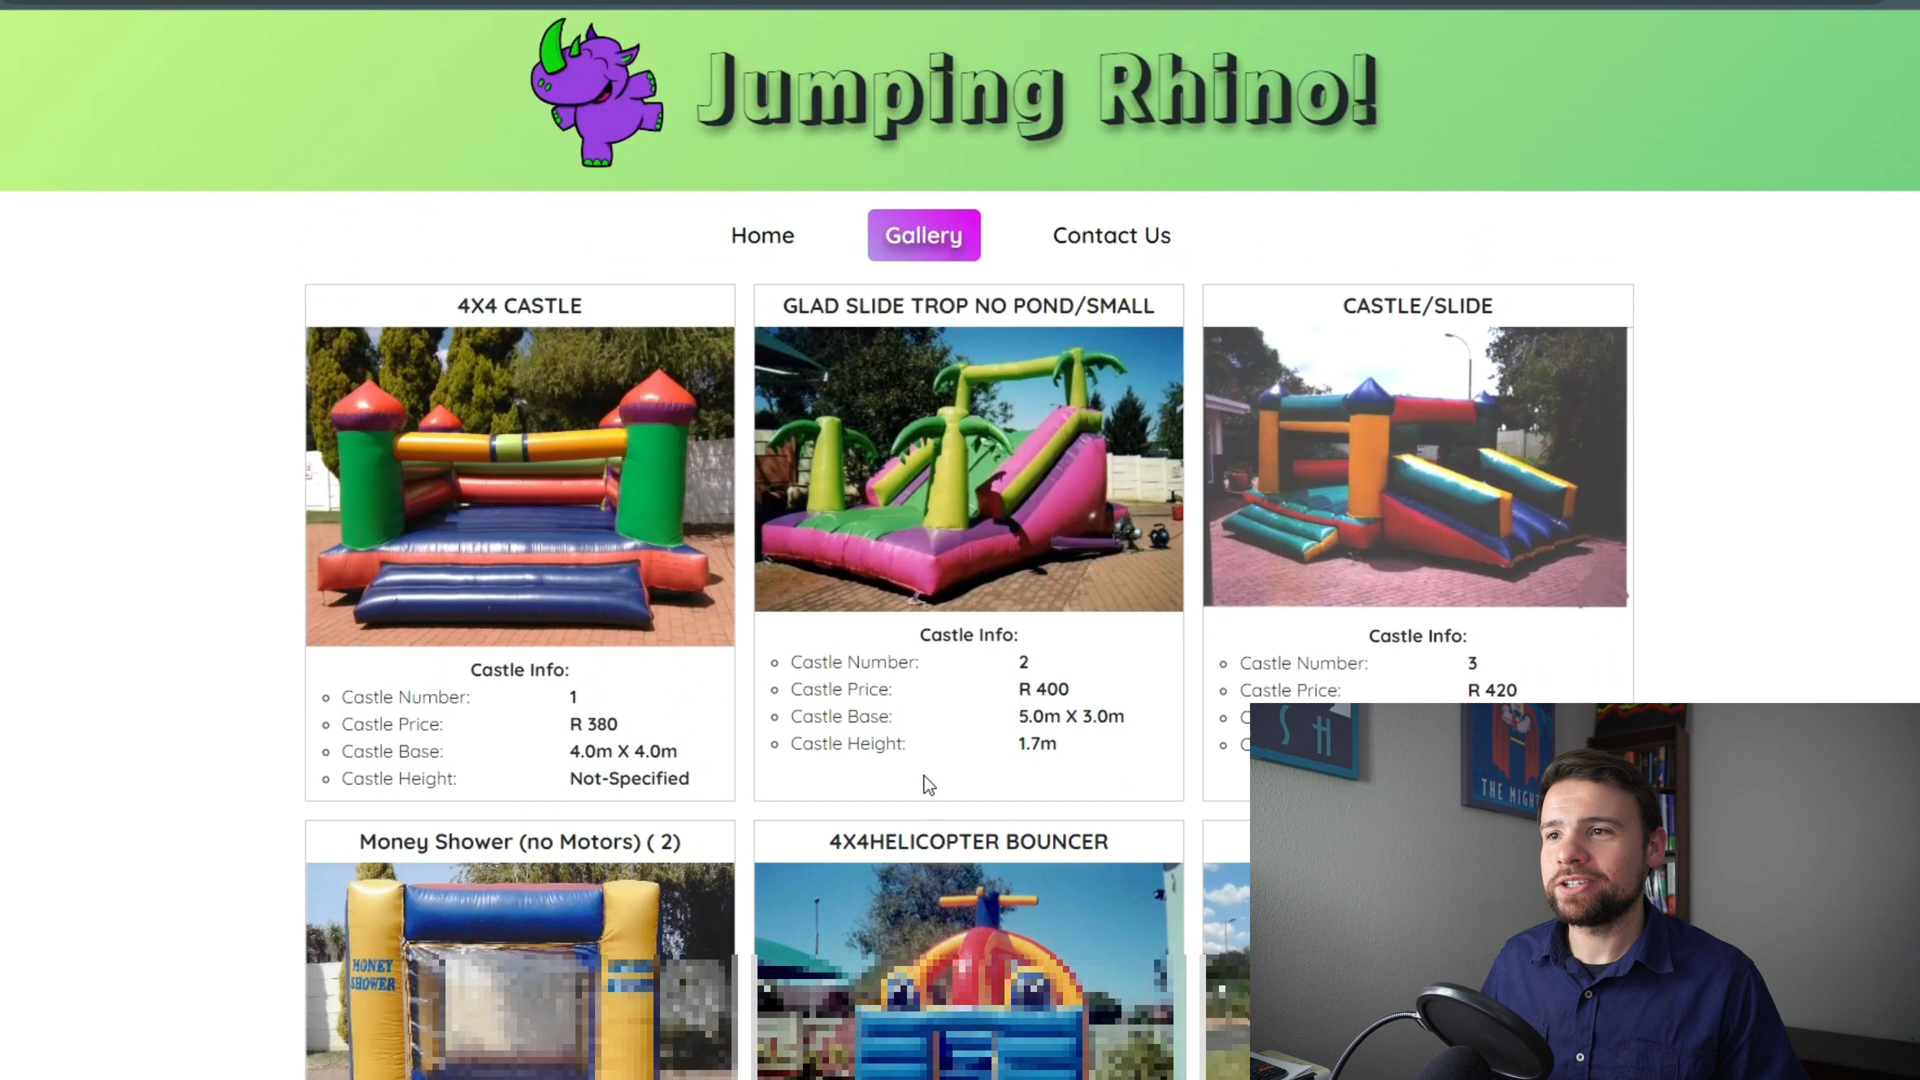 Jumping Rhino!
Home
Gallery
Contact Us
4X4 CASTLE
GLAD SLIDE TROP NO POND/SMALL
CASTLE/SLIDE
Castle Info:
Castle Number: 1
Castle Price: R 380
Castle Base: 4.0m X 4.0m
Castle Height: Not-Specified
Castle Info:
Castle Number: 2
Castle Price: R 400
Castle Base: 5.0m X 3.0m
Castle Height: 1.7m
Castle Info:
Castle Number: 3
Castle Price: R 420
C
C
Money Shower (no Motors) ( 2)
4X4HELICOPTER BOUNCER
MONEY
SHOWER
S H
THE MIGH